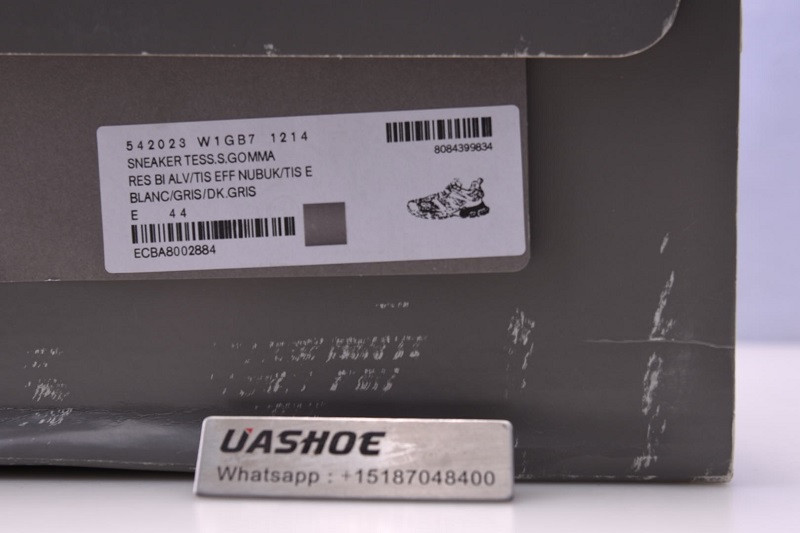 542023 W1GB7 1214
SNEAKER TESS.S.GOMMA
RES BI ALV/TIS EFF NUBUK/TIS E
BLANC/GRIS/DK.GRIS
E 44
ECBA8002884
8084399834
UASHOE
Whatsapp : +15187048400